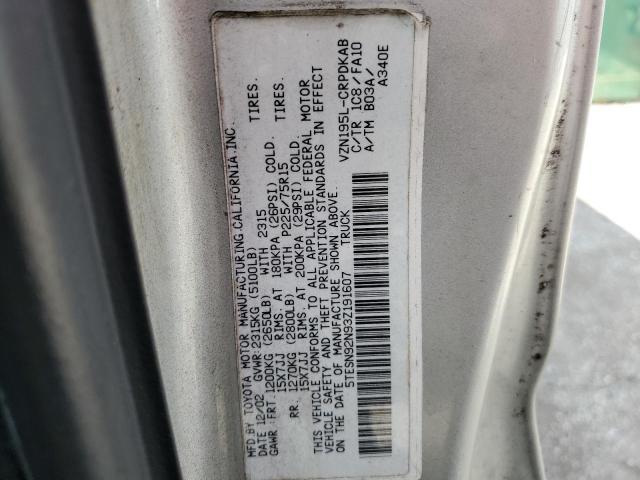 MFD.BY TOYOTA MOTOR MANUFACTURING.CALIFORNIA.INC.
DATE 12/02 GVWR:2315KG(5100LB)
GAWR:FRT.1200KG (2650LB) WITH 2315 TIRES.
15X7JJ RIMS. AT 180KPA (26PSI) COLD.
RR. 1270KG (2800LB) WITH P225/75R15 TIRES.
15X7JJ RIMS. AT 200KPA (29PSI) COLD.
THIS VEHICLE CONFORMS TO ALL APPLICABLE FEDERAL MOTOR
VEHICLE SAFETY AND THEFT PREVENTION STANDARDS IN EFFECT
ON THE DATE OF MANUFACTURE SHOWN ABOVE.
5TESN92N93Z191607 TRUCK
VZN195L-CRPDKAB
C/TR 1C8/ FA10
A/TM B03A/
A340E